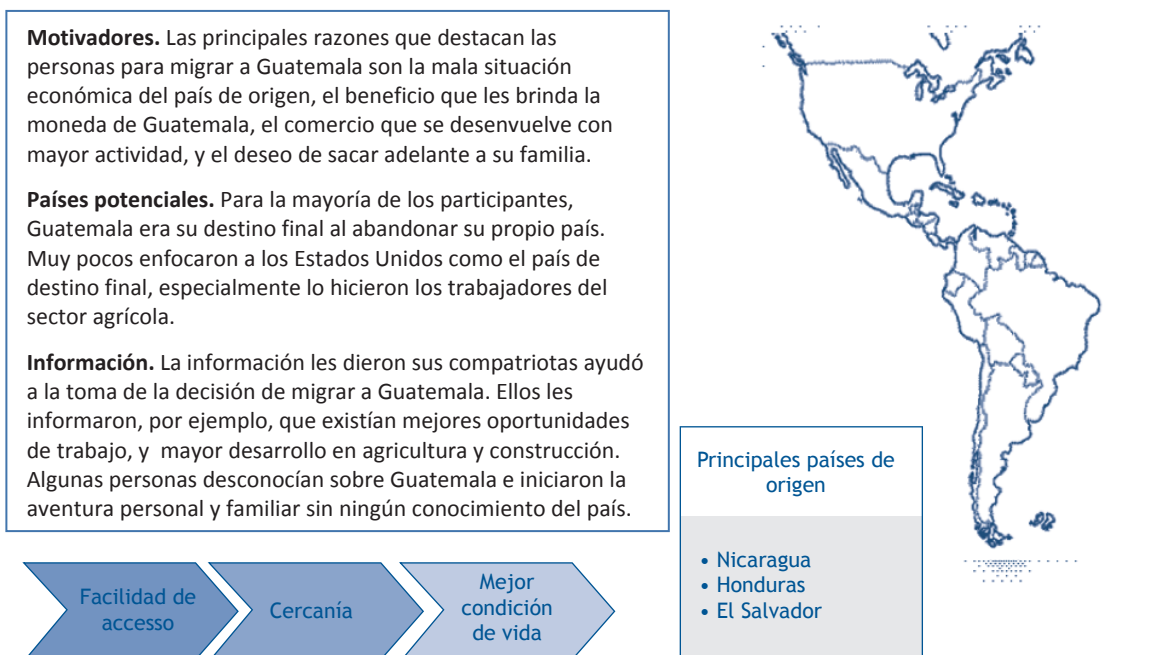 Motivadores. Las principales razones que destacan las
personas para migrar a Guatemala son la mala situación
económica del país de origen, el beneficio que les brinda la
moneda de Guatemala, el comercio que se desenvuelve con
mayor actividad, y el deseo de sacar adelante a su familia.
Países potenciales. Para la mayoría de los participantes,
Guatemala era su destino final al abandonar su propio país.
Muy pocos enfocaron a los Estados Unidos como el país de
destino final, especialmente lo hicieron los trabajadores del
sector agrícola.
Información. La información les dieron sus compatriotas ayudó
a la toma de la decisión de migrar a Guatemala. Ellos les
informaron, por ejemplo, que existían mejores oportunidades
de trabajo, y mayor desarrollo en agricultura y construcción.
Algunas personas desconocían sobre Guatemala e iniciaron la
aventura personal y familiar sin ningún conocimiento del país.
Facilidad de
accesso
Cercanía
Mejor
condición
de vida
Principales países de
origen
• Nicaragua
• Honduras
• El Salvador